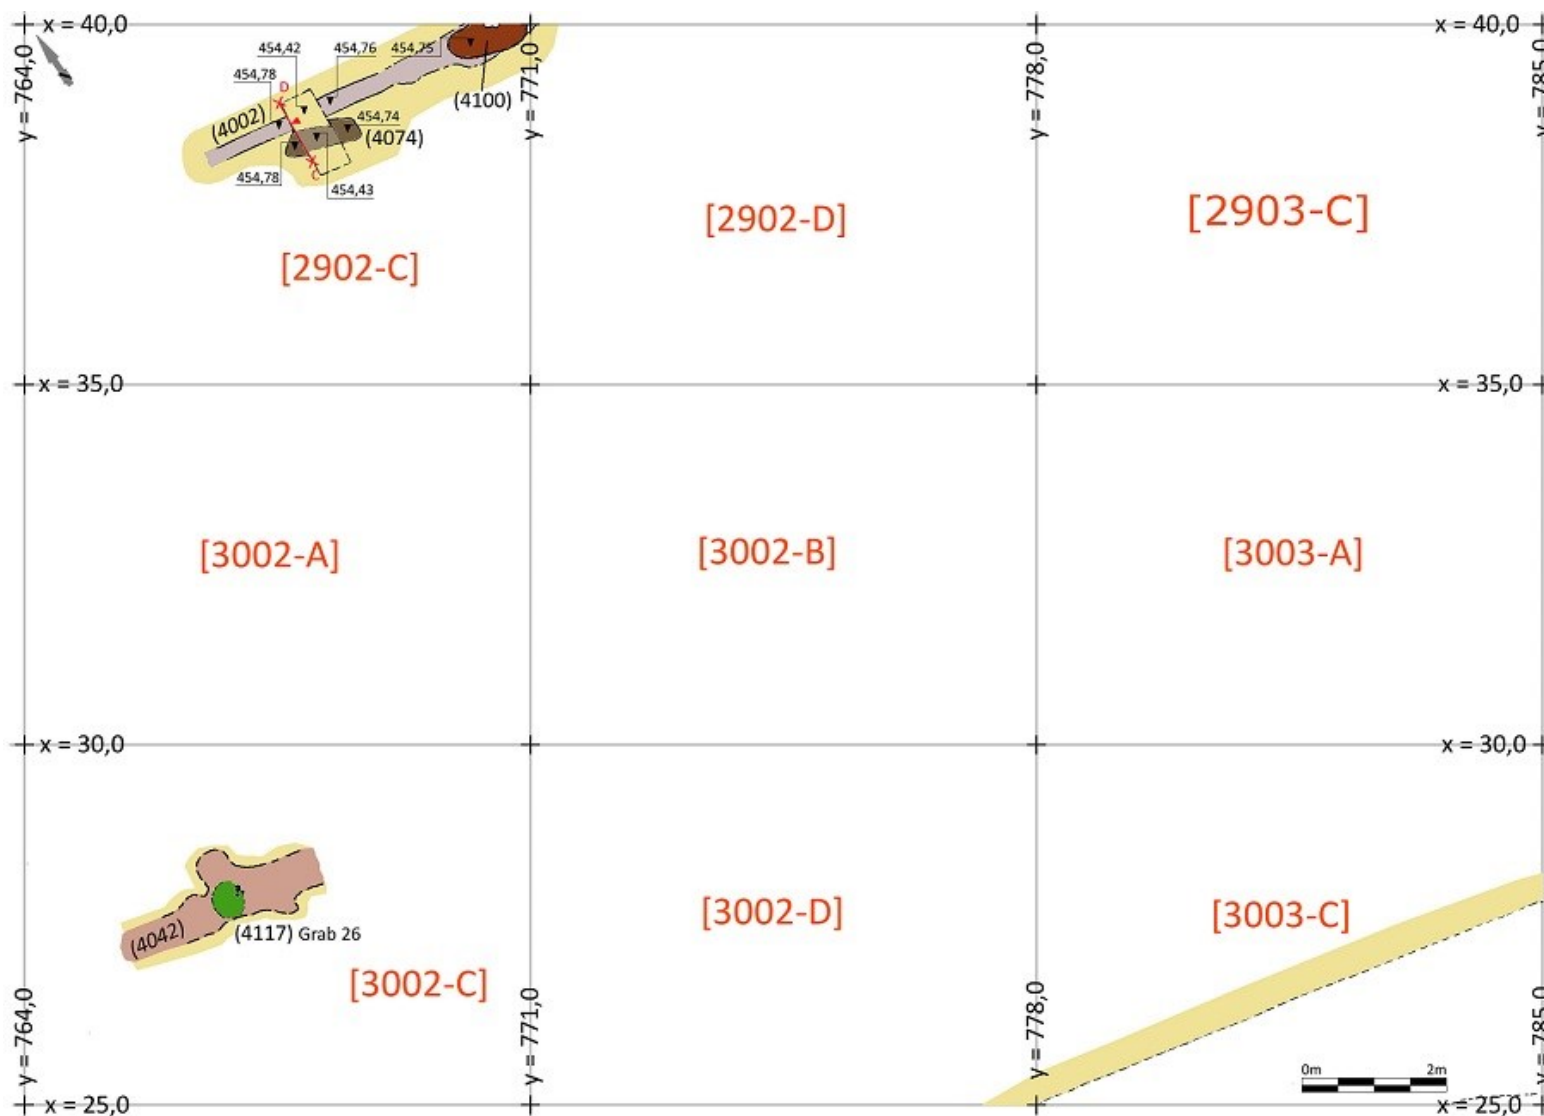 x = 40,0
x = 40,0
y = 764,0
y = 771,0
y = 778,0
y = 785,0
454,42
454,76
454,75
454,78
D
(4002)
(4100)
454,74
(4074)
454,78
C
454,43
[2902-C]
[2902-D]
[2903-C]
x = 35,0
x = 35,0
[3002-A]
[3002-B]
[3003-A]
x = 30,0
x = 30,0
(4042)
(4117) Grab 26
[3002-C]
[3002-D]
[3003-C]
y = 764,0
y = 771,0
y = 778,0
y = 785,0
0m
2m
x = 25,0
x = 25,0